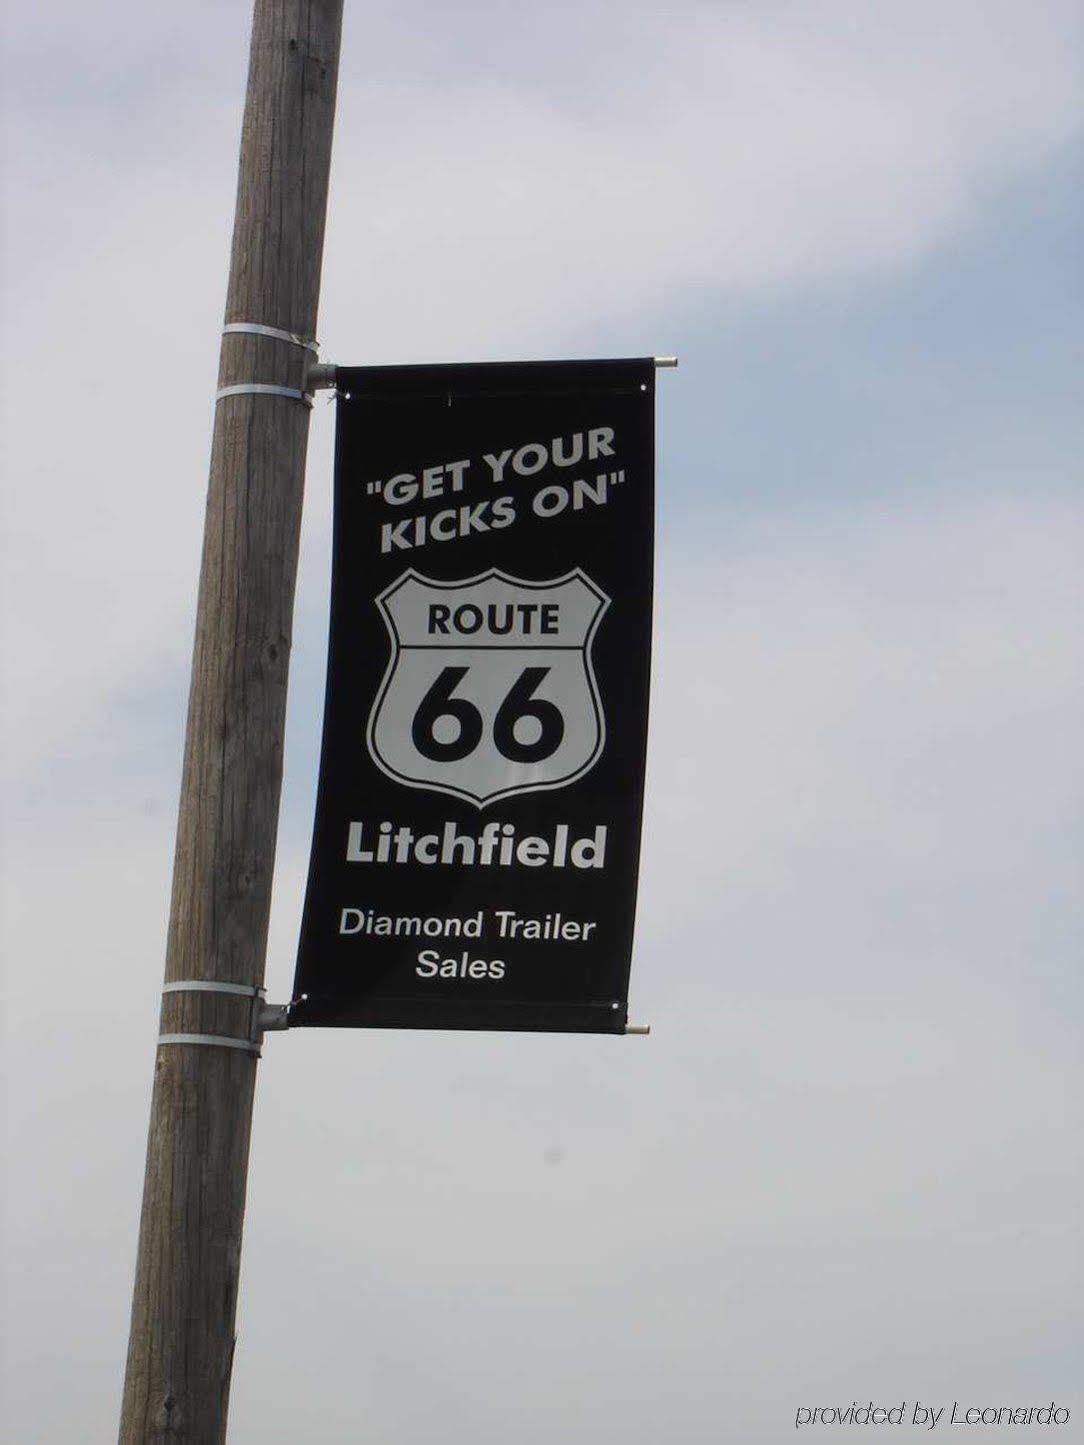 "GET YOUR
KICKS ON"
ROUTE
66
Litchfield
Diamond Trailer
Sales
provided by Leonardo